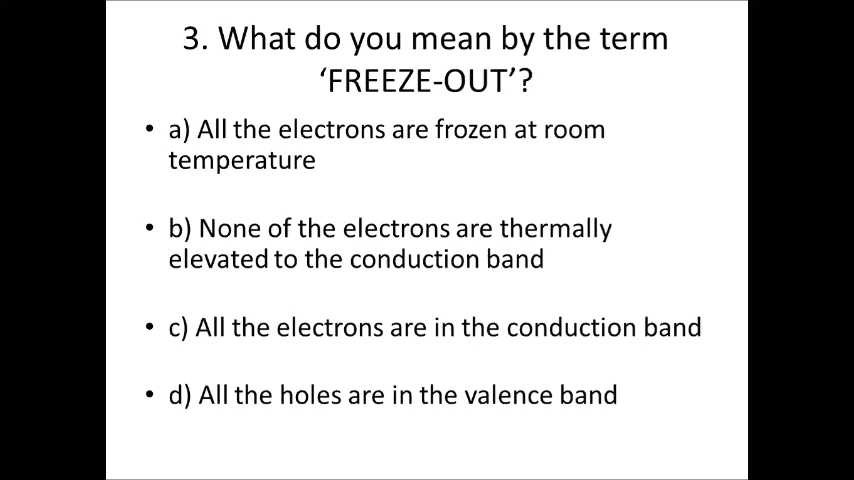 3. What do you mean by the term
‘FREEZE-OUT’?
• a) All the electrons are frozen at room
temperature
• b) None of the electrons are thermally
elevated to the conduction band
• c) All the electrons are in the conduction band
• d) All the holes are in the valence band